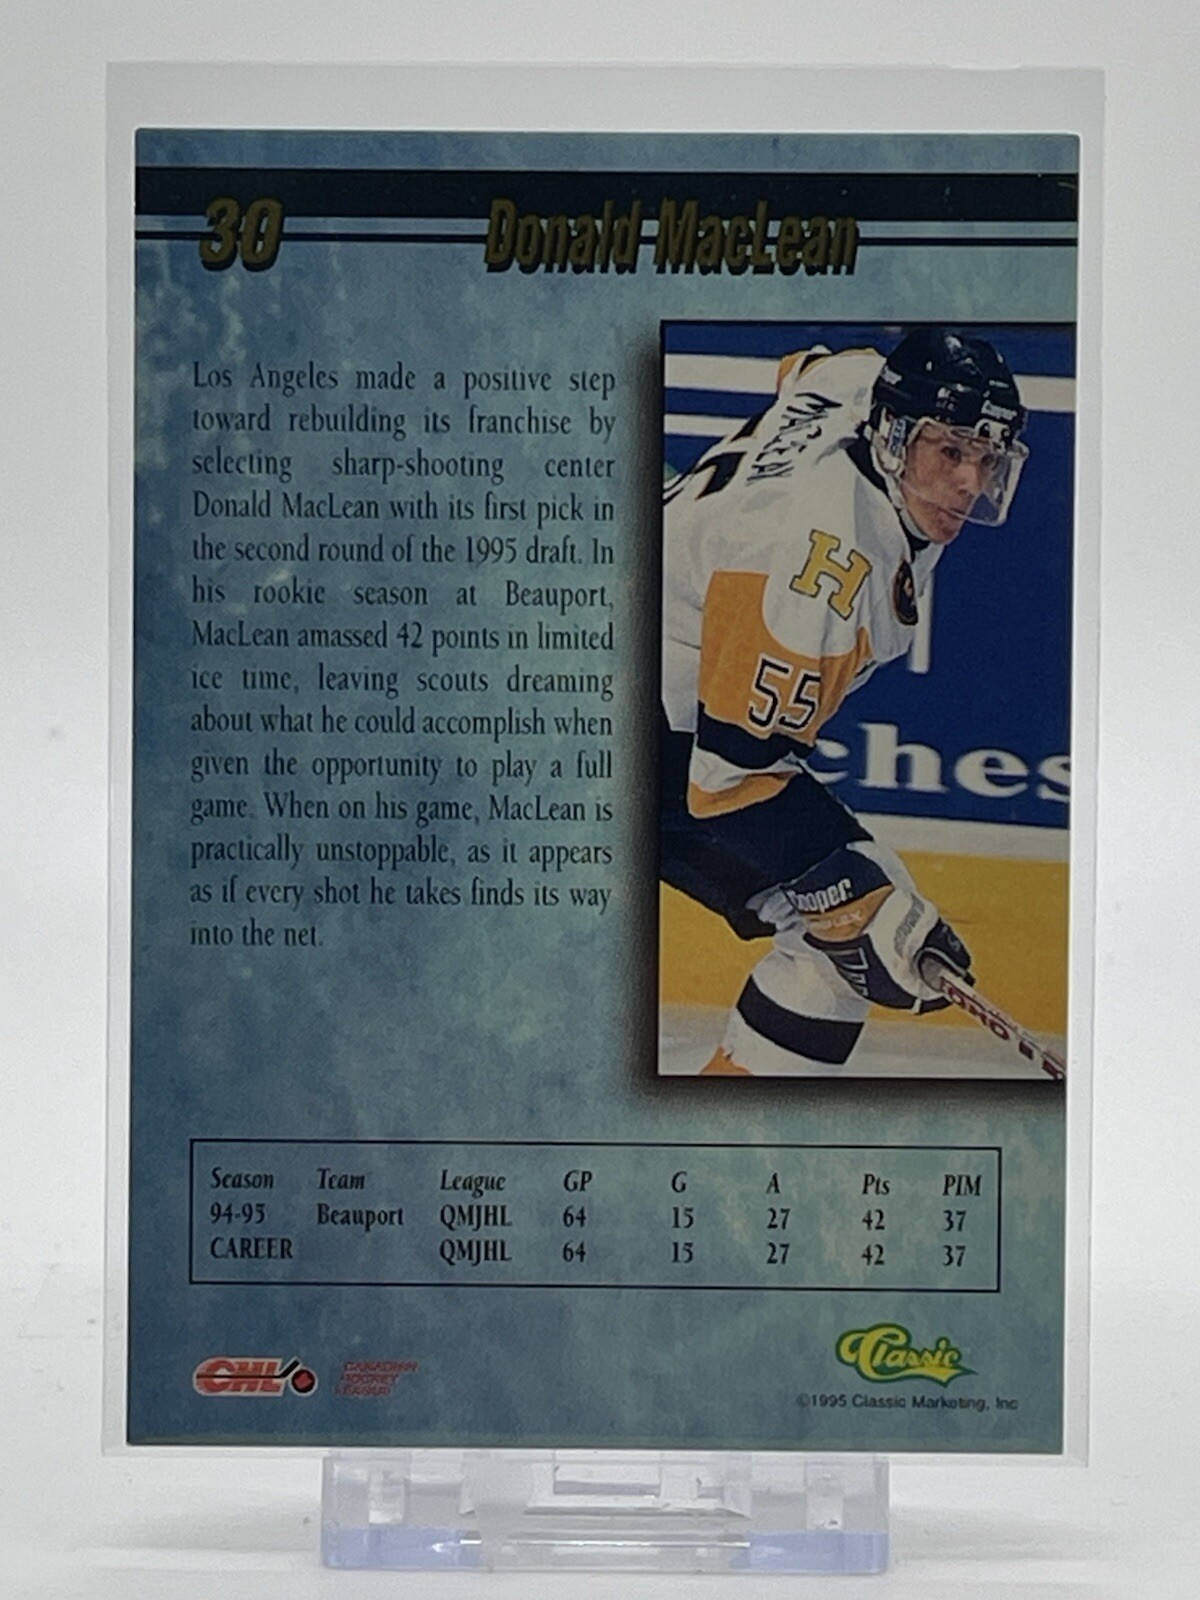 30 Donald MacLean
Los Angeles made a positive step
toward rebuilding its franchise by
selecting sharp-shooting center
Donald MacLean with its first pick in
the second round of the 1995 draft. In
his rookie season at Beauport,
MacLean amassed 42 points in limited
ice time, leaving scouts dreaming
about what he could accomplish when
given the opportunity to play a full
game. When on his game, MacLean is
practically unstoppable, as it appears
as if every shot he takes finds its way
into the net.
MACLEAN
Cooper
H
55
ches
Cooper
Season Team League GP G A Pts PIM
94-95 Beauport QMJHL 64 15 27 42 37
CAREER QMJHL 64 15 27 42 37
CHL
CANADIAN
HOCKEY
LEAGUE
Classic
©1995 Classic Marketing, Inc